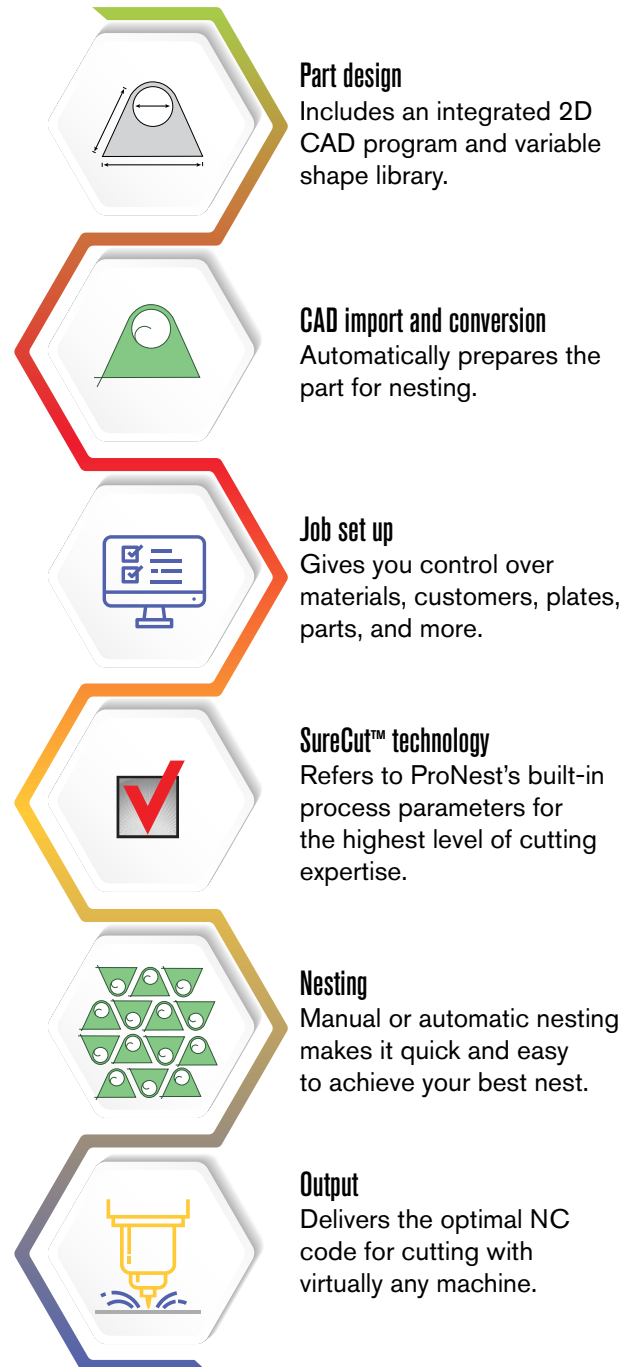 Part design
Includes an integrated 2D
CAD program and variable
shape library.
CAD import and conversion
Automatically prepares the
part for nesting.
Job set up
Gives you control over
materials, customers, plates,
parts, and more.
SureCut™ technology
Refers to ProNest’s built-in
process parameters for
the highest level of cutting
expertise.
Nesting
Manual or automatic nesting
makes it quick and easy
to achieve your best nest.
Output
Delivers the optimal NC
code for cutting with
virtually any machine.